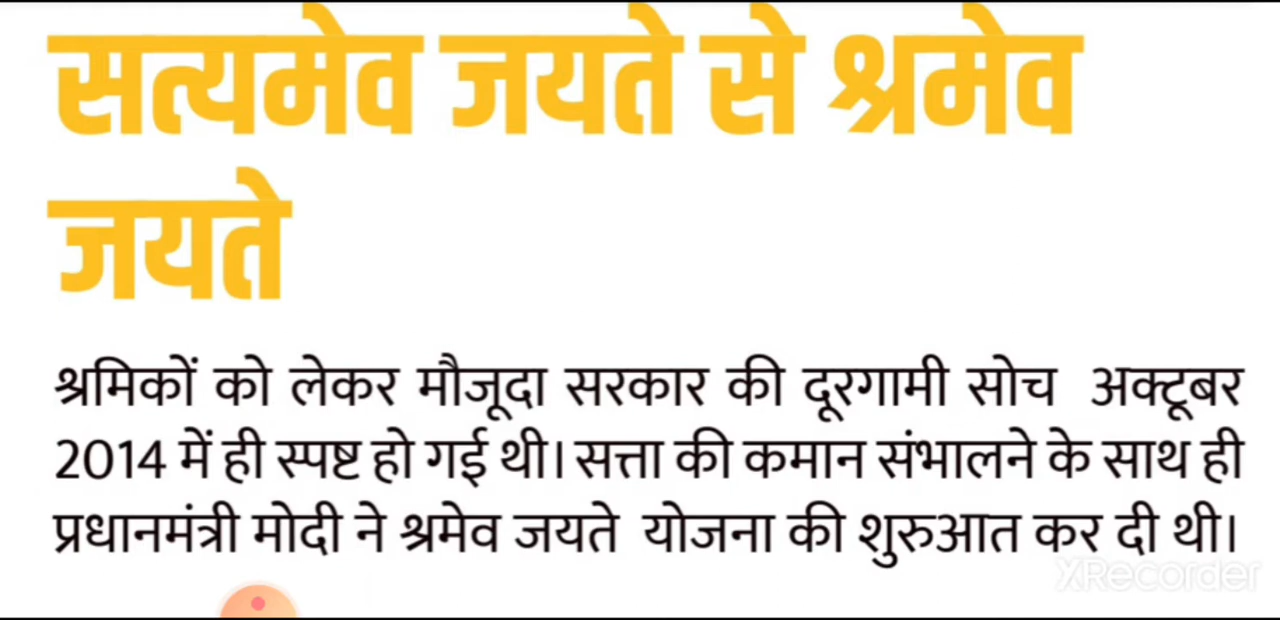 सत्यमेव जयते से श्रमेव
जयते
श्रमिकों को लेकर मौजूदा सरकार की दूरगामी सोच अक्टूबर
2014 में ही स्पष्ट हो गई थी। सत्ता की कमान संभालने के साथ ही
प्रधानमंत्री मोदी ने श्रमेव जयते योजना की शुरुआत कर दी थी।
XRecorder